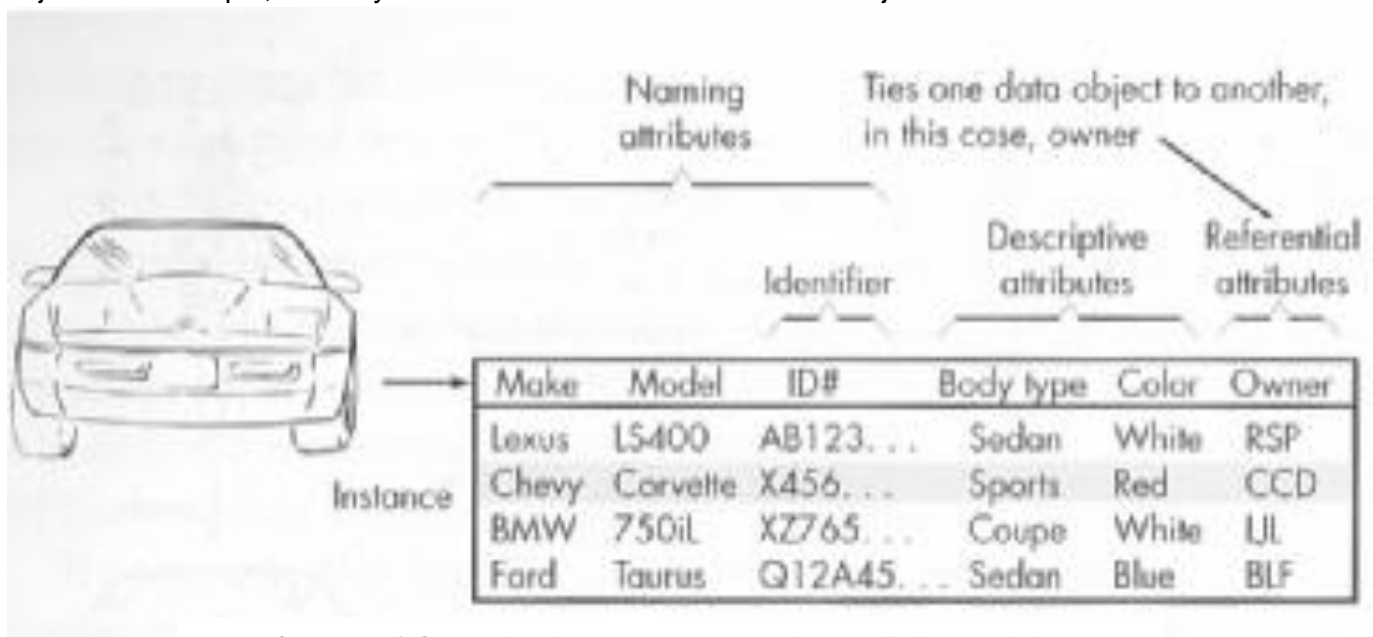 Naming
attributes
Ties one data object to another,
in this case, owner
Descriptive
attributes
Referential
attributes
Identifier
Make Model ID# Body type Color Owner
Lexus LS400 AB123. . . Sedan White RSP
Instance
Chevy Corvette X456. . . Sports Red CCD
BMW 750iL XZ765. . . Coupe White LJL
Ford Taurus Q12A45. . . Sedan Blue BLF